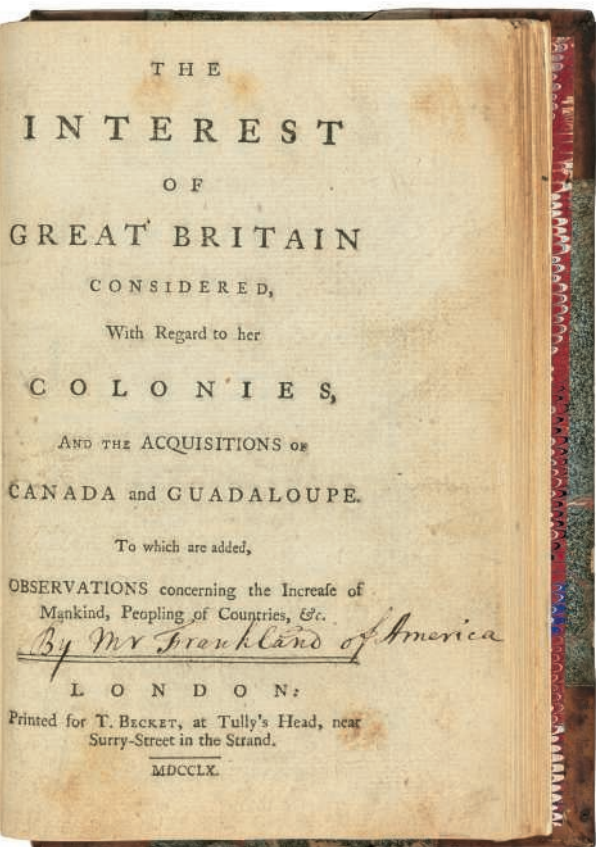 THE
INTEREST
OF
GREAT BRITAIN
CONSIDERED,
With Regard to her
COLONIES,
AND THE ACQUISITIONS OF
CANADA and GUADALOUPE.
To which are added,
OBSERVATIONS concerning the Increaſe of
Mankind, Peopling of Countries, &c.
By Mr Frankland of America
LONDON:
Printed for T. BECKET, at Tully's Head, near
Surry-Street in the Strand.
MDCCLX.